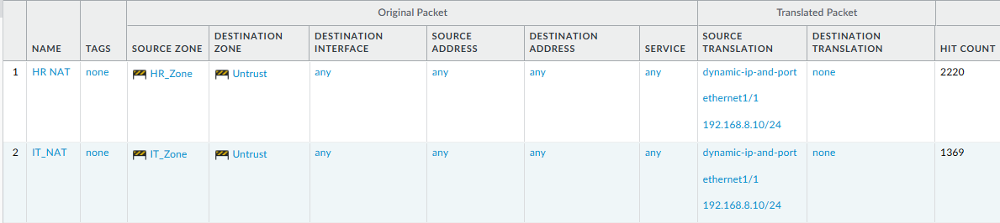 Original Packet Translated Packet
NAME TAGS SOURCE ZONE DESTINATION ZONE DESTINATION INTERFACE SOURCE ADDRESS DESTINATION ADDRESS SERVICE SOURCE TRANSLATION DESTINATION TRANSLATION HIT COUNT
1 HR NAT none HR_Zone Untrust any any any any dynamic-ip-and-port none 2220
ethernet1/1
192.168.8.10/24
2 IT_NAT none IT_Zone Untrust any any any any dynamic-ip-and-port none 1369
ethernet1/1
192.168.8.10/24